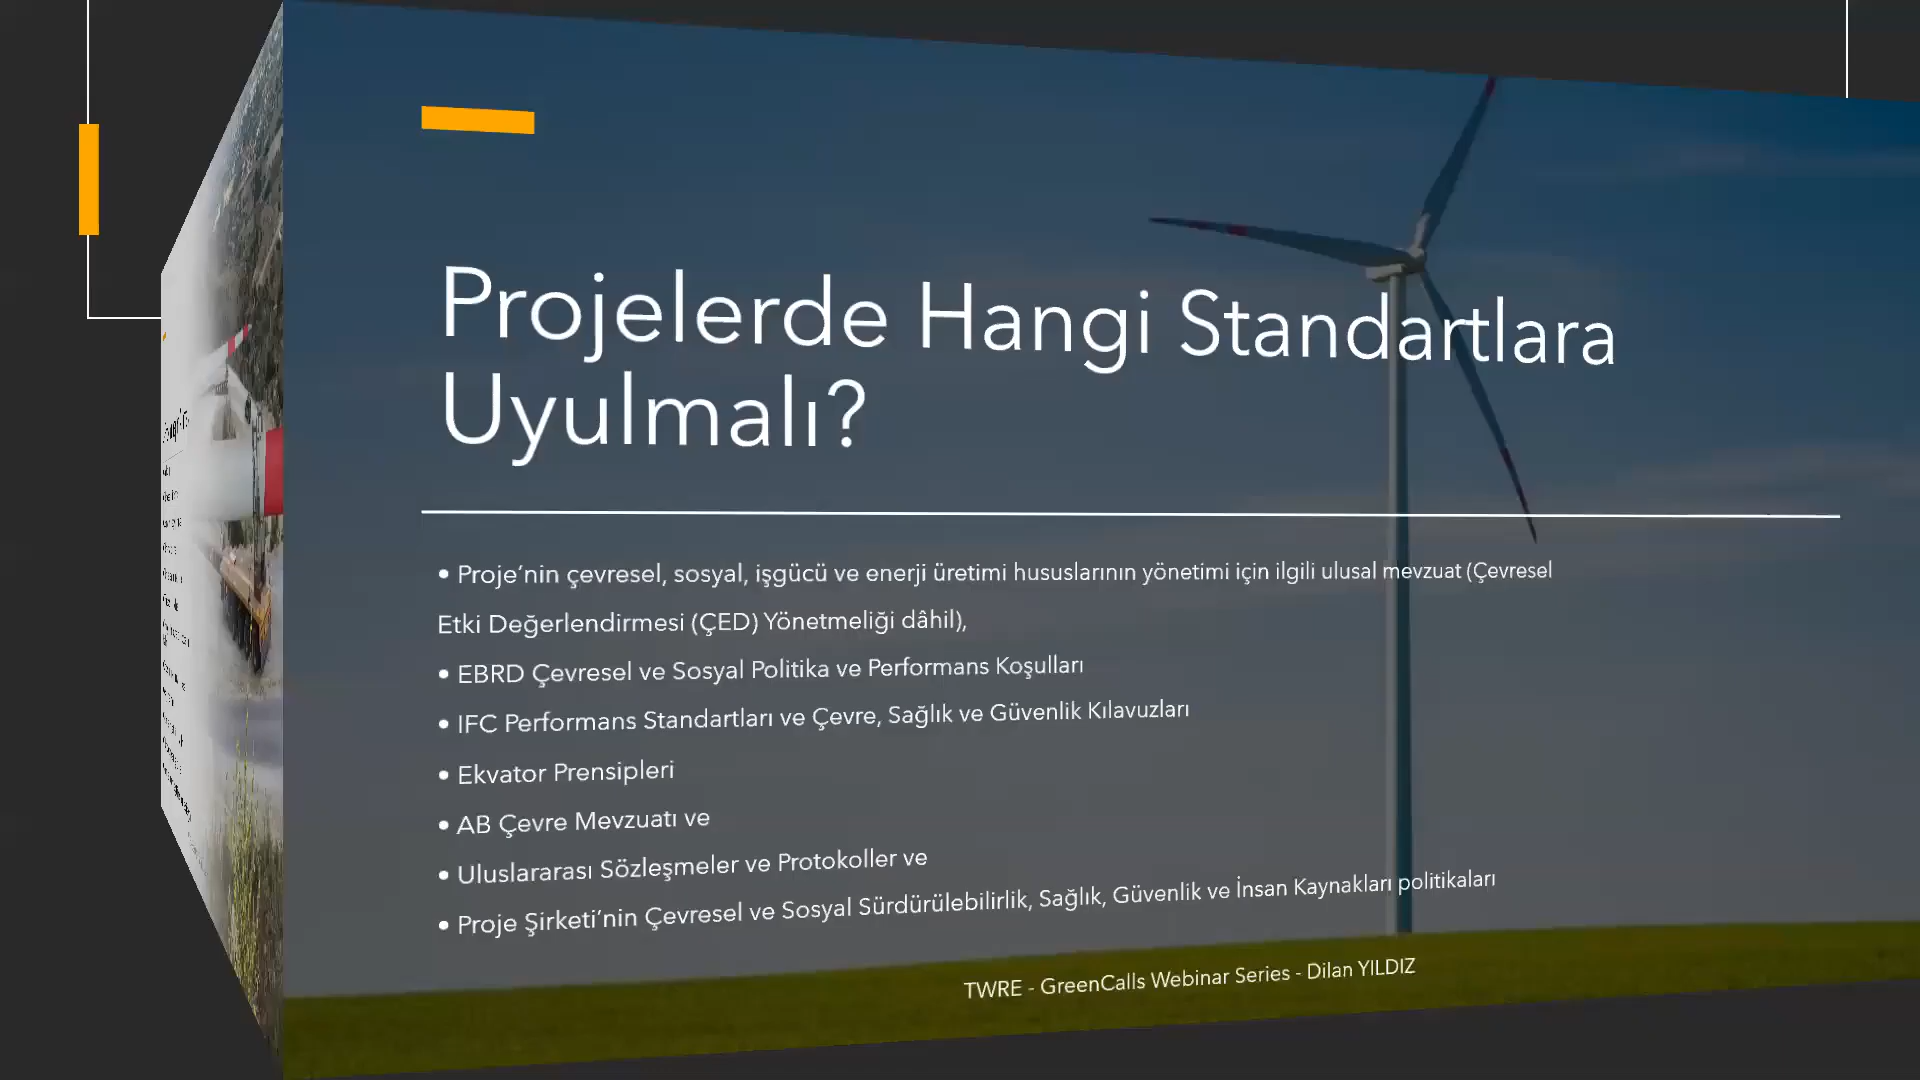 Projelerde Hangi Standartlara
Uyulmalı?
• Proje’nin çevresel, sosyal, işgücü ve enerji üretimi hususlarının yönetimi için ilgili ulusal mevzuat (Çevresel
Etki Değerlendirmesi (ÇED) Yönetmeliği dâhil),
• EBRD Çevresel ve Sosyal Politika ve Performans Koşulları
• IFC Performans Standartları ve Çevre, Sağlık ve Güvenlik Kılavuzları
• Ekvator Prensipleri
• AB Çevre Mevzuatı ve
• Uluslararası Sözleşmeler ve Protokoller ve
• Proje Şirketi’nin Çevresel ve Sosyal Sürdürülebilirlik, Sağlık, Güvenlik ve İnsan Kaynakları politikaları
TWRE - GreenCalls Webinar Series - Dilan YILDIZ